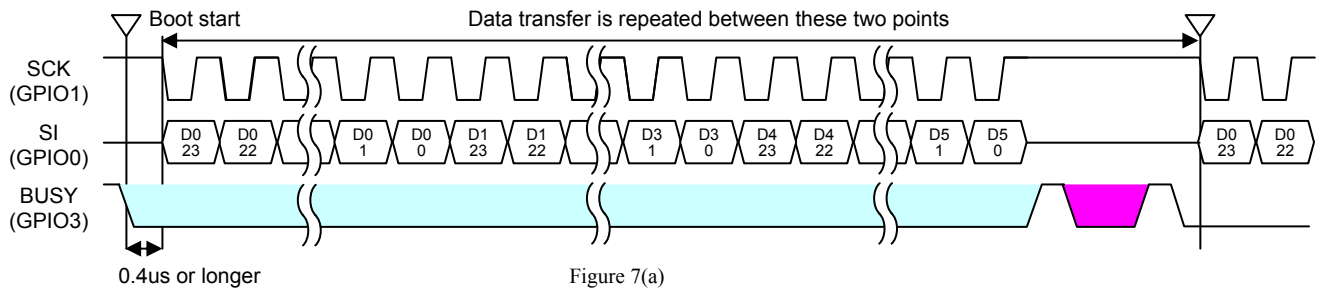 Boot start
Data transfer is repeated between these two points
SCK
(GPIO1)
SI
(GPIO0)
D0 23
D0 22
D0 1
D0 0
D1 23
D1 22
D3 1
D3 0
D4 23
D4 22
D5 1
D5 0
D0 23
D0 22
BUSY
(GPIO3)
0.4us or longer
Figure 7(a)